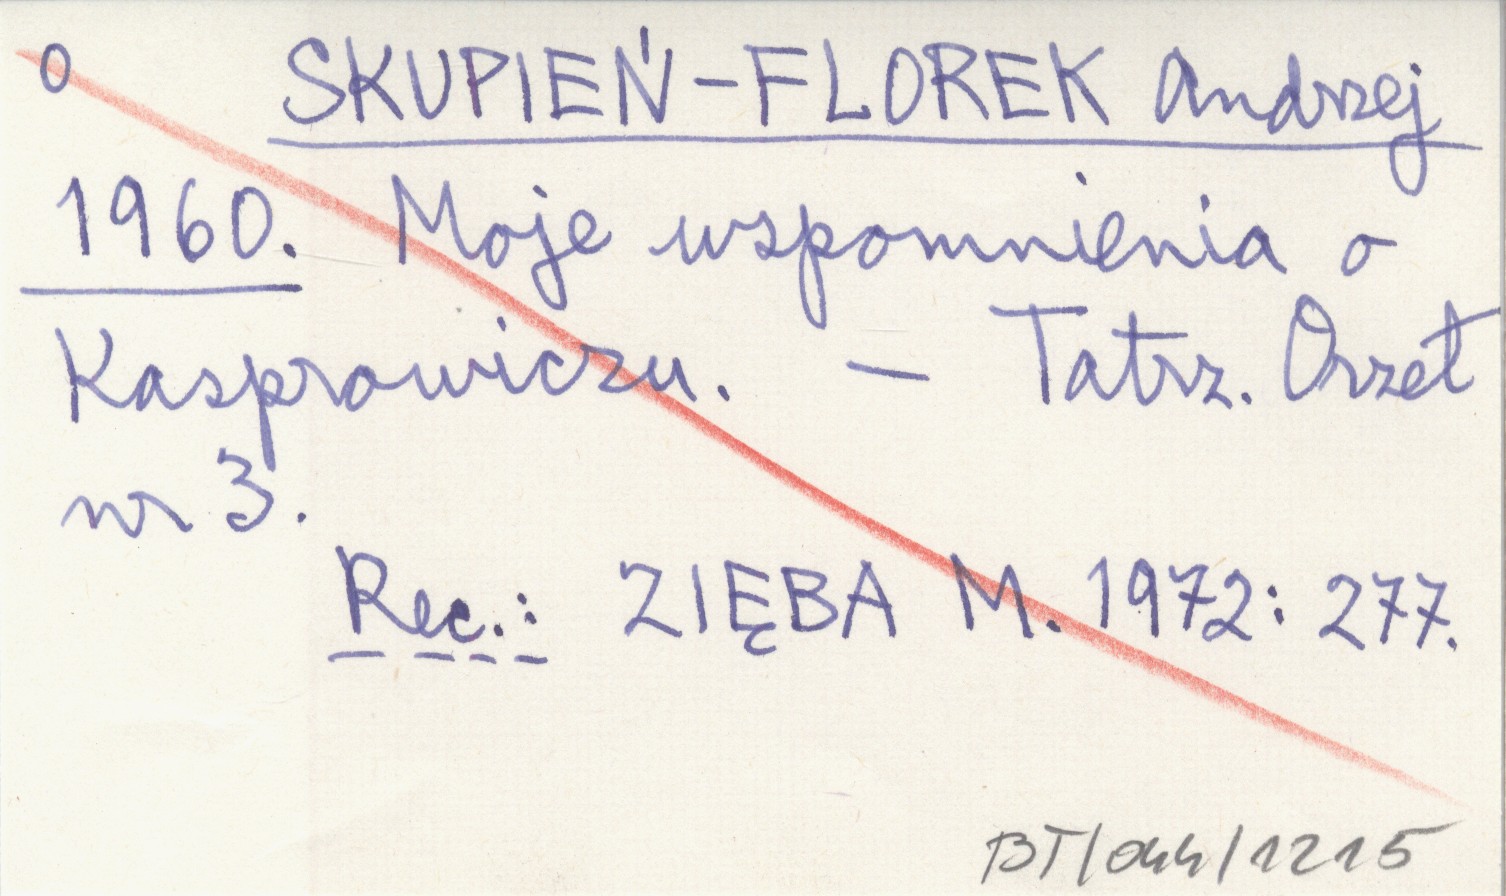 o SKUPIEŃ-FLOREK Andrzej
1960. Moje wspomnienia o
Kasprowiczu. — Tatrz. Orzeł
nr 3.
Rec.: ZIĘBA M. 1972: 277.
BT/044/1215